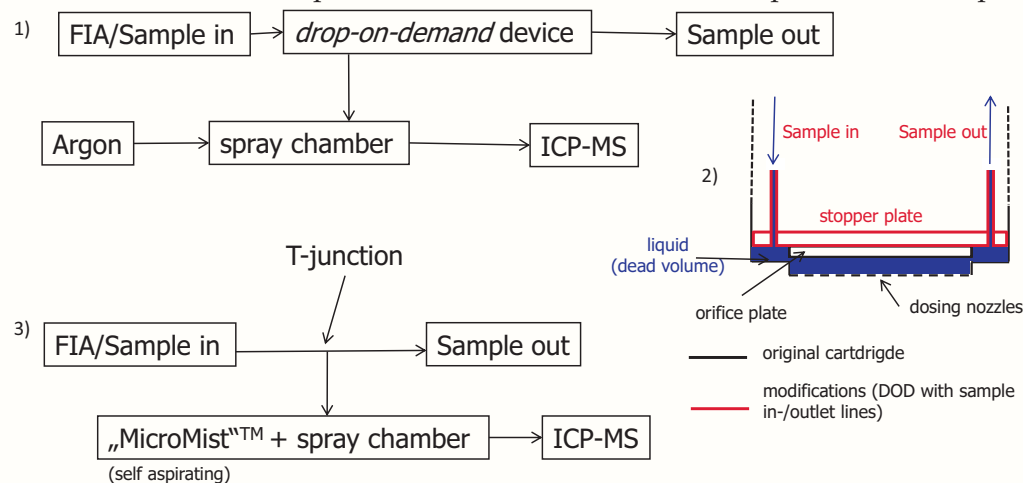 1)
FIA/Sample in
drop-on-demand device
Sample out
Argon
spray chamber
ICP-MS
2)
Sample in
Sample out
stopper plate
liquid
(dead volume)
orifice plate
dosing nozzles
original cartdrigde
modifications (DOD with sample
in-/outlet lines)
T-junction
3)
FIA/Sample in
Sample out
„MicroMist“™ + spray chamber
ICP-MS
(self aspirating)